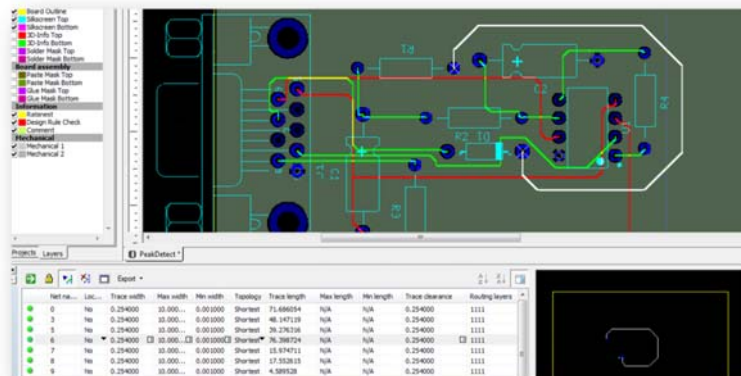 Board Outline
Silkscreen Top
Silkscreen Bottom
3D-Info Top
3D-Info Bottom
Solder Mask Top
Solder Mask Bottom
Board assembly
Paste Mask Top
Paste Mask Bottom
Glue Mask Top
Glue Mask Bottom
Information
Ratsnest
Design Rule Check
Comment
Mechanical
Mechanical 1
Mechanical 2
R1
C2
R4
R2 D1
J1
C1
R3
Projects Layers
PeakDetect *
Export
Net na... Loc... Trace width Max width Min width Topology Trace length Max length Min length Trace clearance Routing layers
0 No 0.254000 10.000... 0.001000 Shortest 71.686054 N/A N/A 0.254000 1111
3 No 0.254000 10.000... 0.001000 Shortest 48.147119 N/A N/A 0.254000 1111
5 No 0.254000 10.000... 0.001000 Shortest 39.276316 N/A N/A 0.254000 1111
6 No 0.254000 10.000... 0.001000 Shortest 76.398724 N/A N/A 0.254000 1111
7 No 0.254000 10.000... 0.001000 Shortest 15.974711 N/A N/A 0.254000 1111
8 No 0.254000 10.000... 0.001000 Shortest 17.552615 N/A N/A 0.254000 1111
9 No 0.254000 10.000... 0.001000 Shortest 4.589528 N/A N/A 0.254000 1111